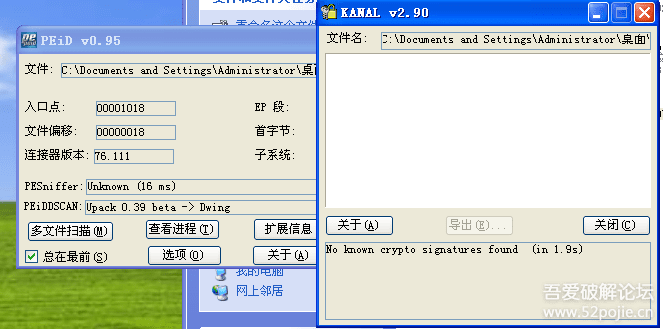 PEiD v0.95
文件: C:\Documents and Settings\Administrator\桌面
入口点: 00001018 EP 段:
文件偏移: 00000018 首字节:
连接器版本: 76.111 子系统:
PESniffer: Unknown (16 ms)
PEiDDSCAN: Upack 0.39 beta -> Dwing
多文件扫描(M) 查看进程(T) 扩展信息
总在最前(S) 选项(O) 关于(A)
我的电脑
网上邻居
KANAL v2.90
文件名: C:\Documents and Settings\Administrator\桌面\
关于(A) 导出(E)... 关闭(C)
No known crypto signatures found (in 1.9s)
吾爱破解论坛
www.52pojie.cn